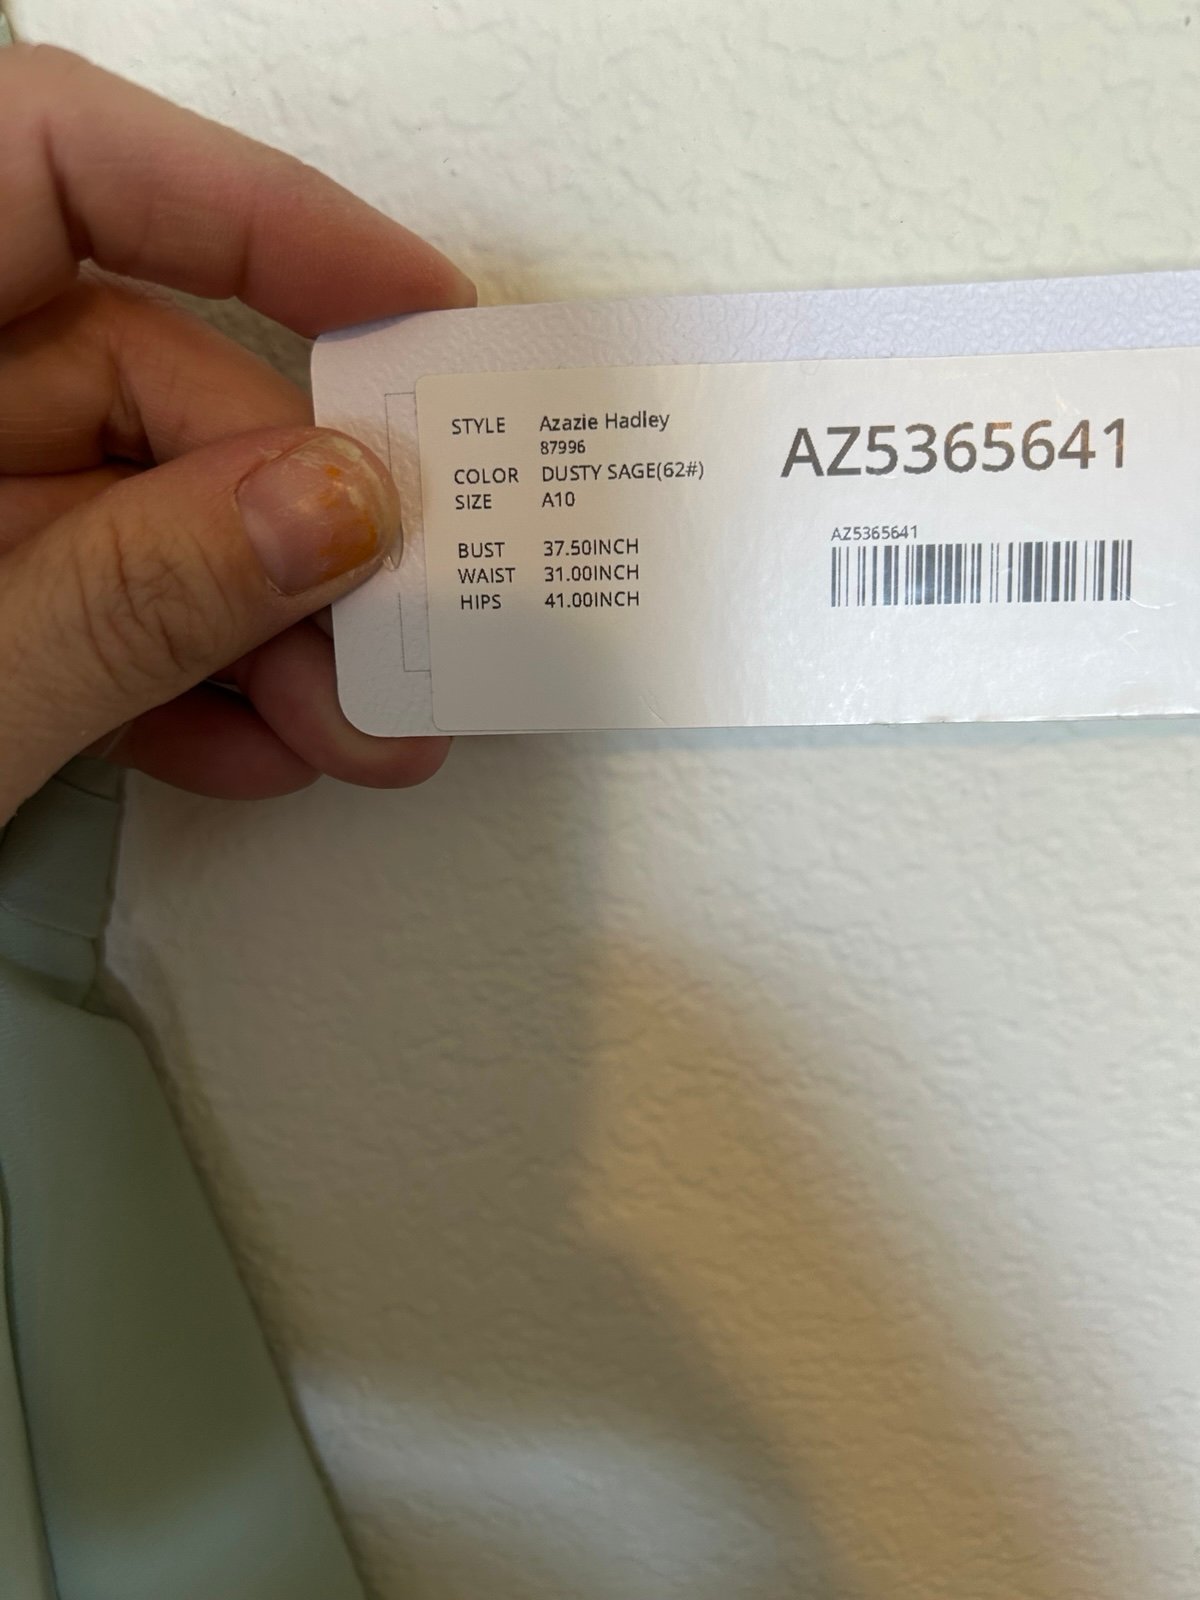 STYLE Azazie Hadley
87996
COLOR DUSTY SAGE(62#)
SIZE A10
BUST 37.50INCH
WAIST 31.00INCH
HIPS 41.00INCH
AZ5365641
AZ5365641